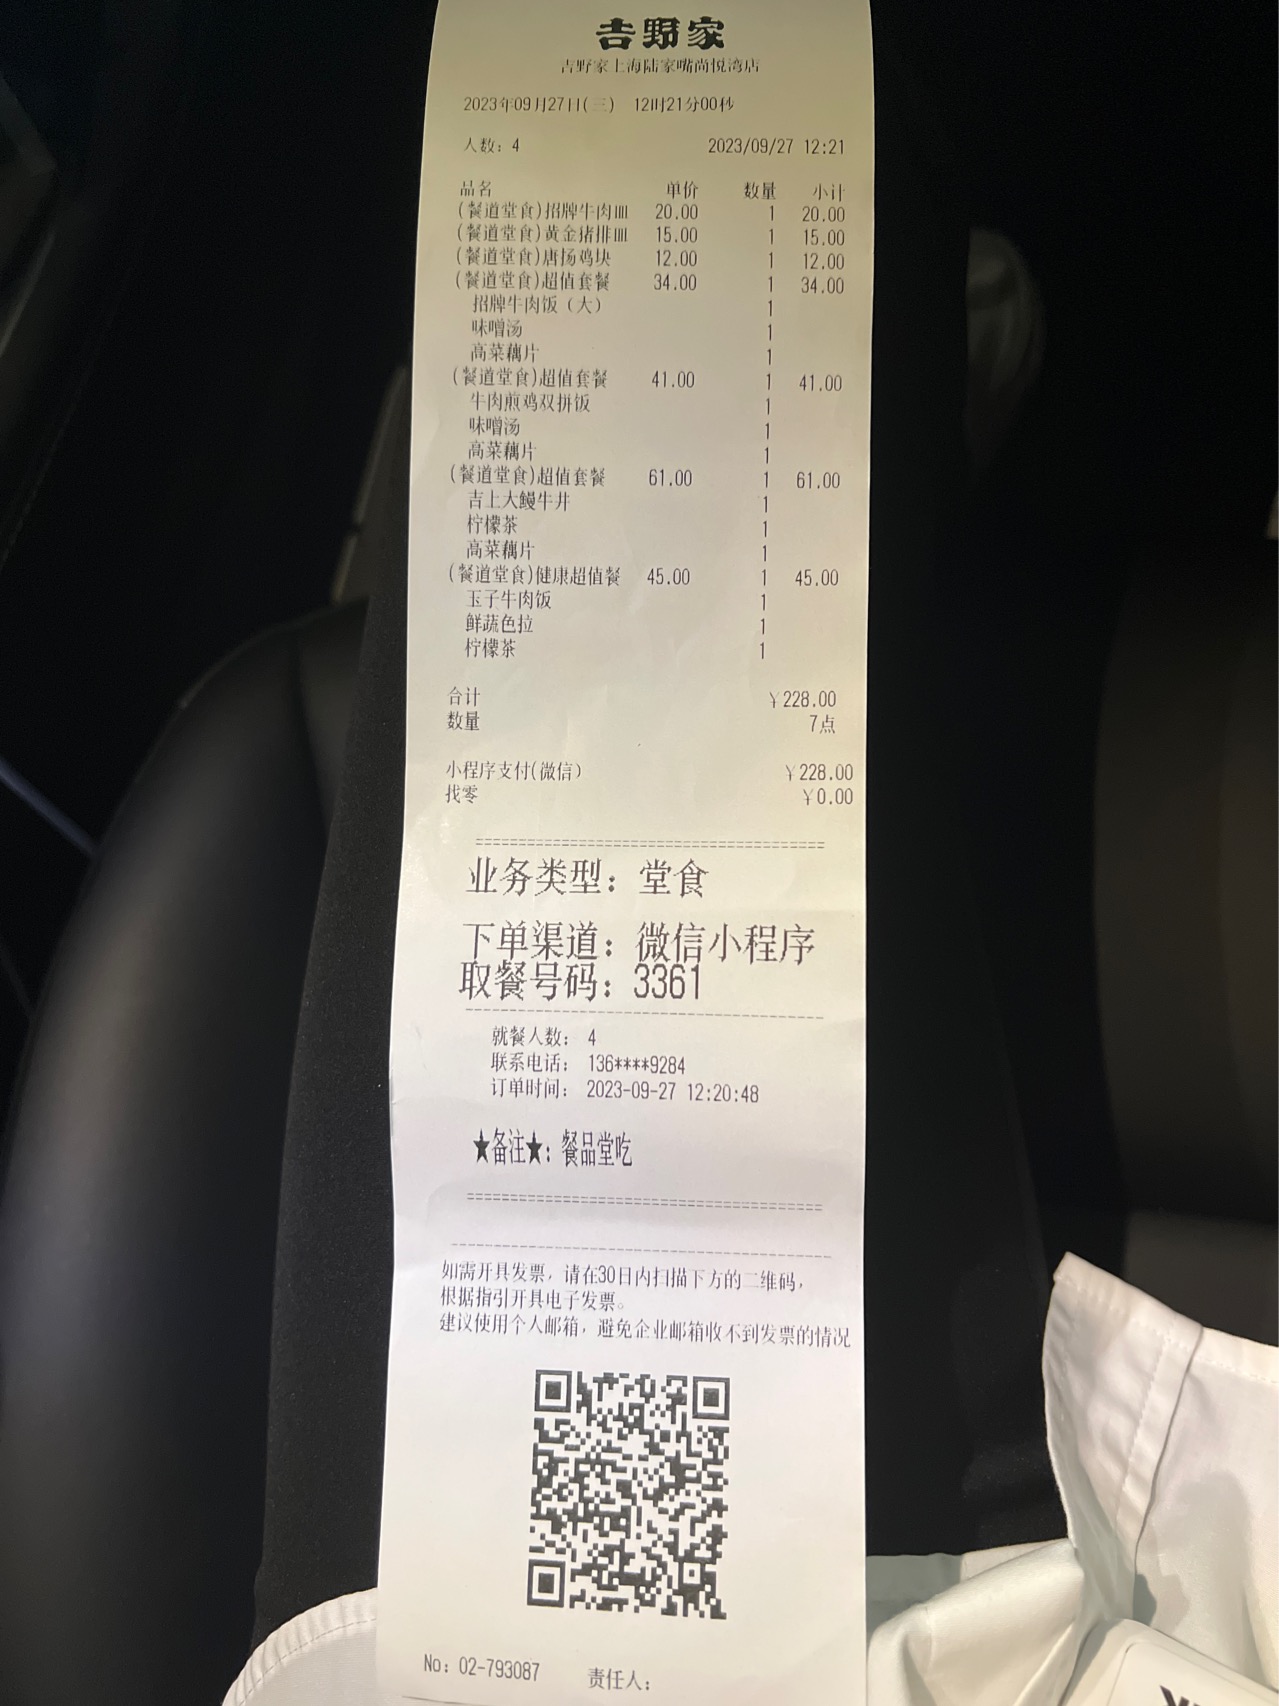 吉野家
吉野家上海陆家嘴尚悦湾店
2023年09月27日(三) 12时21分00秒
人数：4 2023/09/27 12:21
品名 单价 数量 小计
(餐道堂食)招牌牛肉皿 20.00 1 20.00
(餐道堂食)黄金猪排皿 15.00 1 15.00
(餐道堂食)唐扬鸡块 12.00 1 12.00
(餐道堂食)超值套餐 34.00 1 34.00
招牌牛肉饭（大） 1
味噌汤 1
高菜藕片 1
(餐道堂食)超值套餐 41.00 1 41.00
牛肉煎鸡双拼饭 1
味噌汤 1
高菜藕片 1
(餐道堂食)超值套餐 61.00 1 61.00
吉上大鳗牛井 1
柠檬茶 1
高菜藕片 1
(餐道堂食)健康超值餐 45.00 1 45.00
玉子牛肉饭 1
鲜蔬色拉 1
柠檬茶 1
合计 ￥228.00
数量 7点
小程序支付(微信) ￥228.00
找零 ￥0.00
业务类型：堂食
下单渠道：微信小程序
取餐号码：3361
就餐人数： 4
联系电话： 136****9284
订单时间： 2023-09-27 12:20:48
★备注★：餐品堂吃
如需开具发票，请在30日内扫描下方的二维码，
根据指引开具电子发票。
建议使用个人邮箱，避免企业邮箱收不到发票的情况
No：02-793087 责任人：